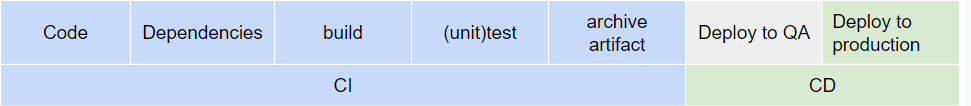 Code
Dependencies
build
(unit)test
archive
artifact
Deploy to QA
Deploy to
production
CI
CD